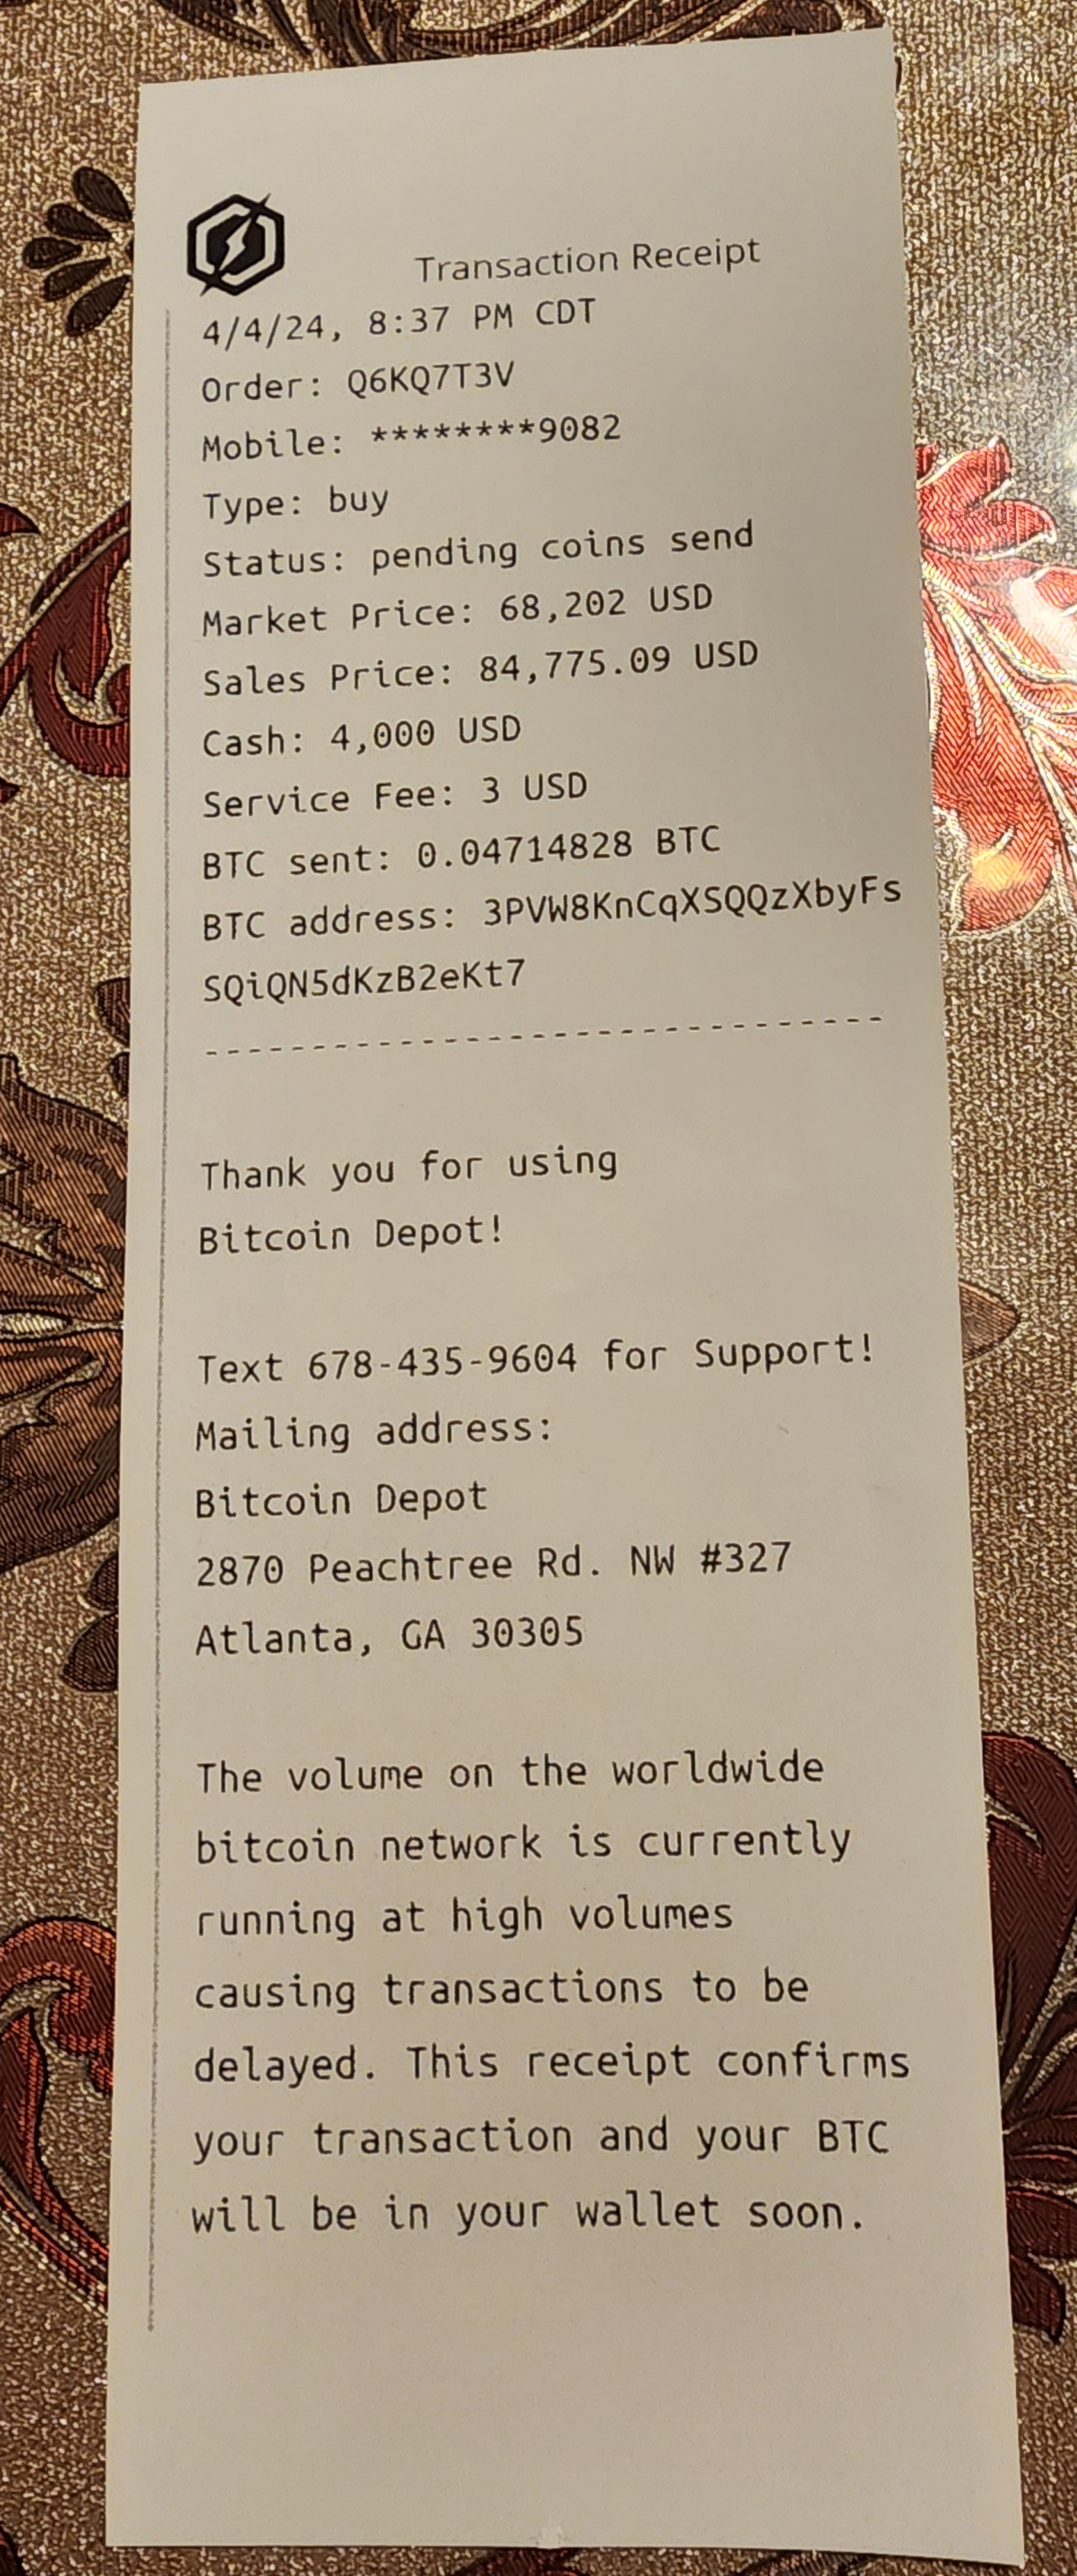 Transaction Receipt
4/4/24, 8:37 PM CDT
Order: Q6KQ7T3V
Mobile: ********9082
Type: buy
Status: pending coins send
Market Price: 68,202 USD
Sales Price: 84,775.09 USD
Cash: 4,000 USD
Service Fee: 3 USD
BTC sent: 0.04714828 BTC
BTC address: 3PVW8KnCqXSQQzXbyFs
SQiQN5dKzB2eKt7
--------------------------------
Thank you for using
Bitcoin Depot!
Text 678-435-9604 for Support!
Mailing address:
Bitcoin Depot
2870 Peachtree Rd. NW #327
Atlanta, GA 30305
The volume on the worldwide
bitcoin network is currently
running at high volumes
causing transactions to be
delayed. This receipt confirms
your transaction and your BTC
will be in your wallet soon.